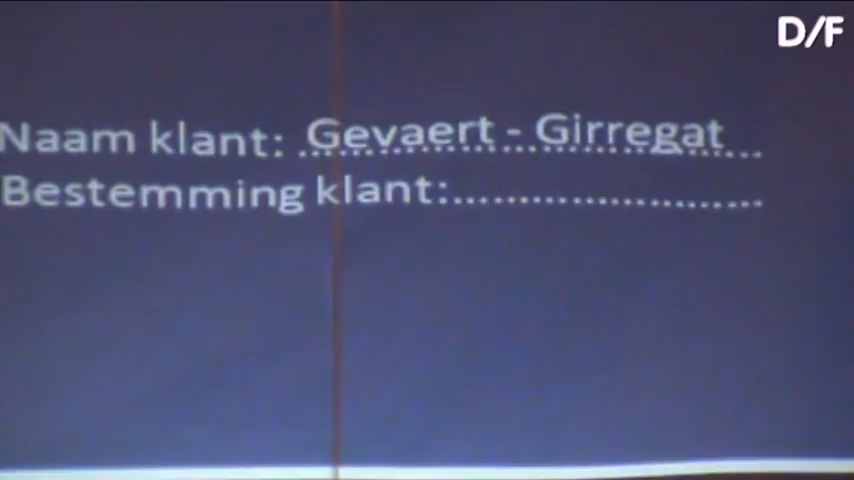 D/F
Naam klant: Gevaert - Girregat
Bestemming klant:........................